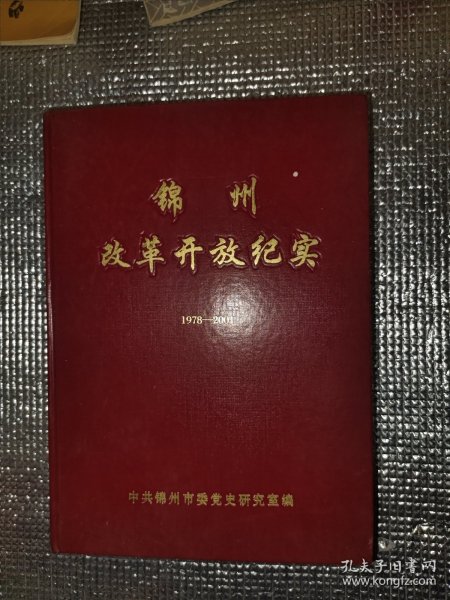 锦州
改革开放纪实
1978—2001
中共锦州市委党史研究室编
孔夫子旧书网
www.kongfz.com